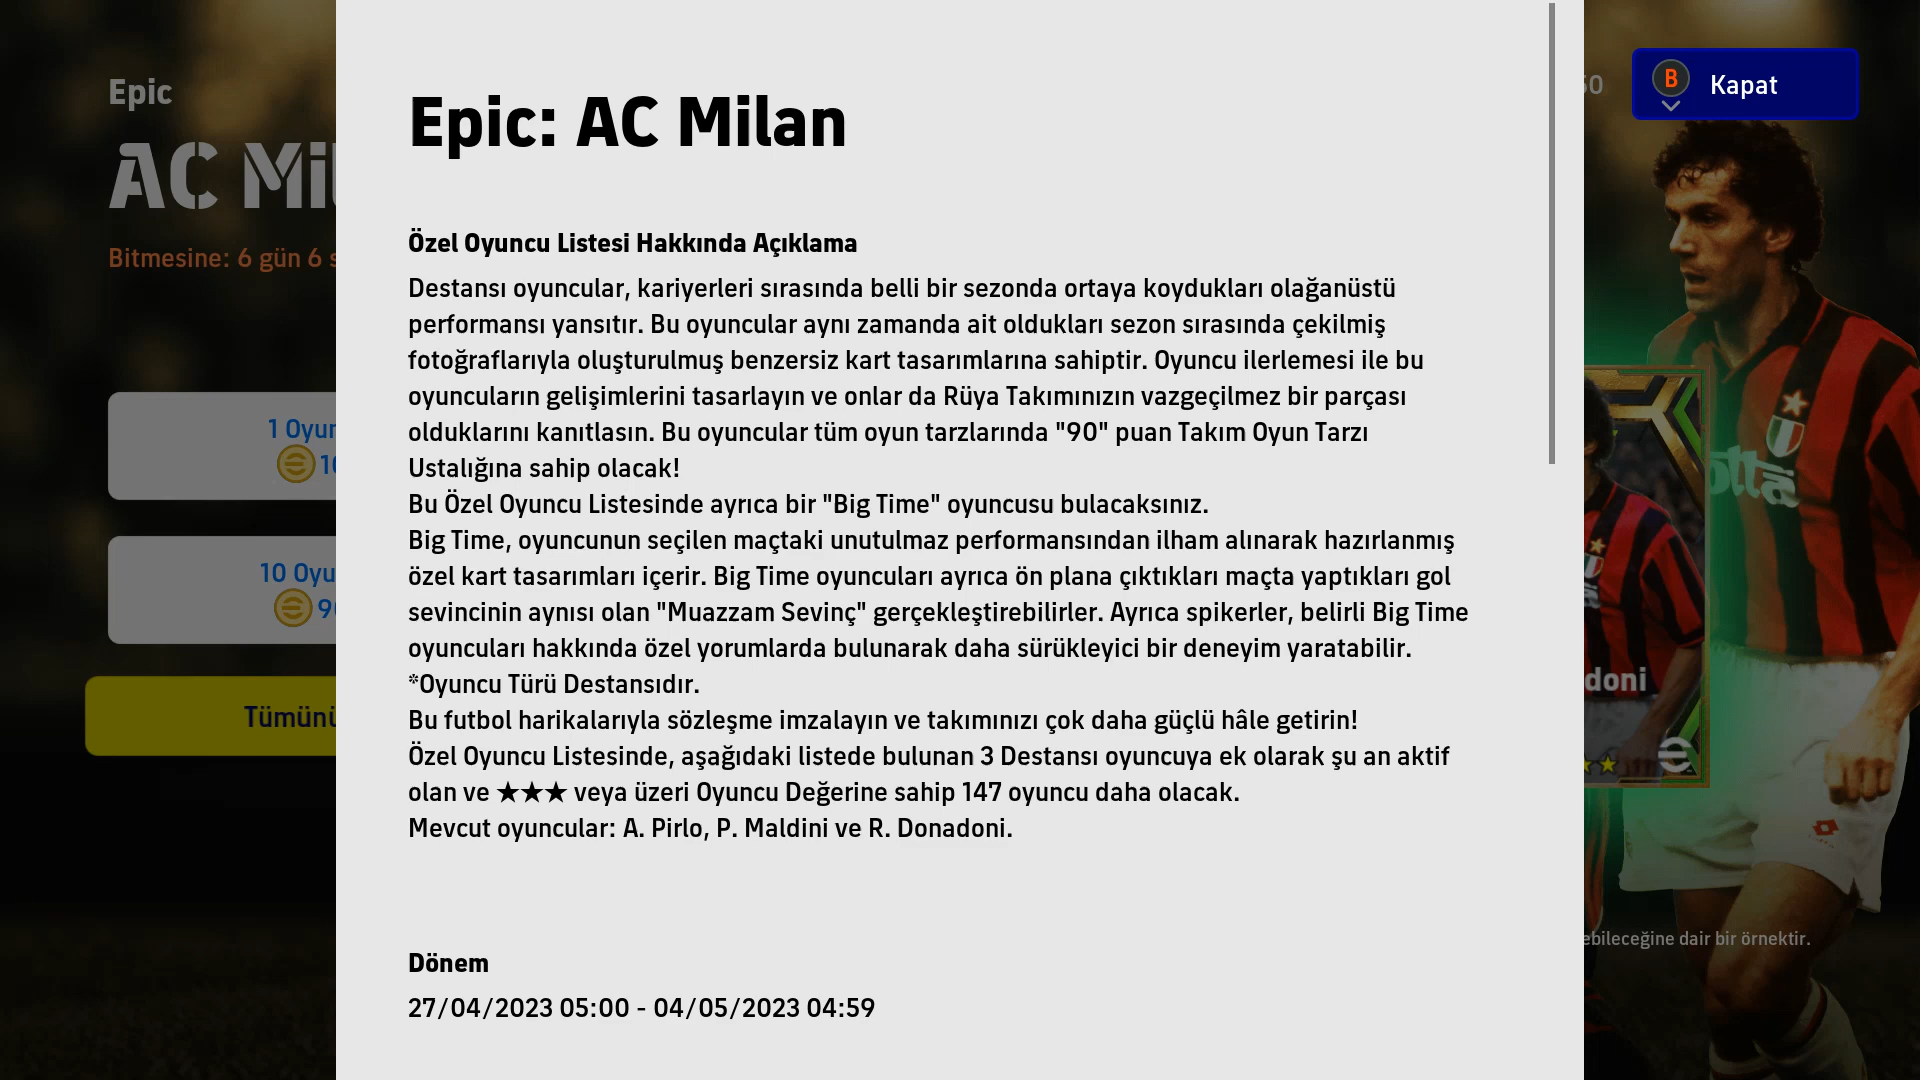 Epic
AC Mil
Bitmesine: 6 gün 6 s
1 Oyun
10 Oyu
Tümünü
Epic: AC Milan
Özel Oyuncu Listesi Hakkında Açıklama
Destansı oyuncular, kariyerleri sırasında belli bir sezonda ortaya koydukları olağanüstü
performansı yansıtır. Bu oyuncular aynı zamanda ait oldukları sezon sırasında çekilmiş
fotoğraflarıyla oluşturulmuş benzersiz kart tasarımlarına sahiptir. Oyuncu ilerlemesi ile bu
oyuncuların gelişimlerini tasarlayın ve onlar da Rüya Takımınızın vazgeçilmez bir parçası
olduklarını kanıtlasın. Bu oyuncular tüm oyun tarzlarında "90" puan Takım Oyun Tarzı
Ustalığına sahip olacak!
Bu Özel Oyuncu Listesinde ayrıca bir "Big Time" oyuncusu bulacaksınız.
Big Time, oyuncunun seçilen maçtaki unutulmaz performansından ilham alınarak hazırlanmış
özel kart tasarımları içerir. Big Time oyuncuları ayrıca ön plana çıktıkları maçta yaptıkları gol
sevincinin aynısı olan "Muazzam Sevinç" gerçekleştirebilirler. Ayrıca spikerler, belirli Big Time
oyuncuları hakkında özel yorumlarda bulunarak daha sürükleyici bir deneyim yaratabilir.
*Oyuncu Türü Destansıdır.
Bu futbol harikalarıyla sözleşme imzalayın ve takımınızı çok daha güçlü hâle getirin!
Özel Oyuncu Listesinde, aşağıdaki listede bulunan 3 Destansı oyuncuya ek olarak şu an aktif
olan ve ★★★ veya üzeri Oyuncu Değerine sahip 147 oyuncu daha olacak.
Mevcut oyuncular: A. Pirlo, P. Maldini ve R. Donadoni.
Dönem
27/04/2023 05:00 - 04/05/2023 04:59
B Kapat
doni
ebileceğine dair bir örnektir.